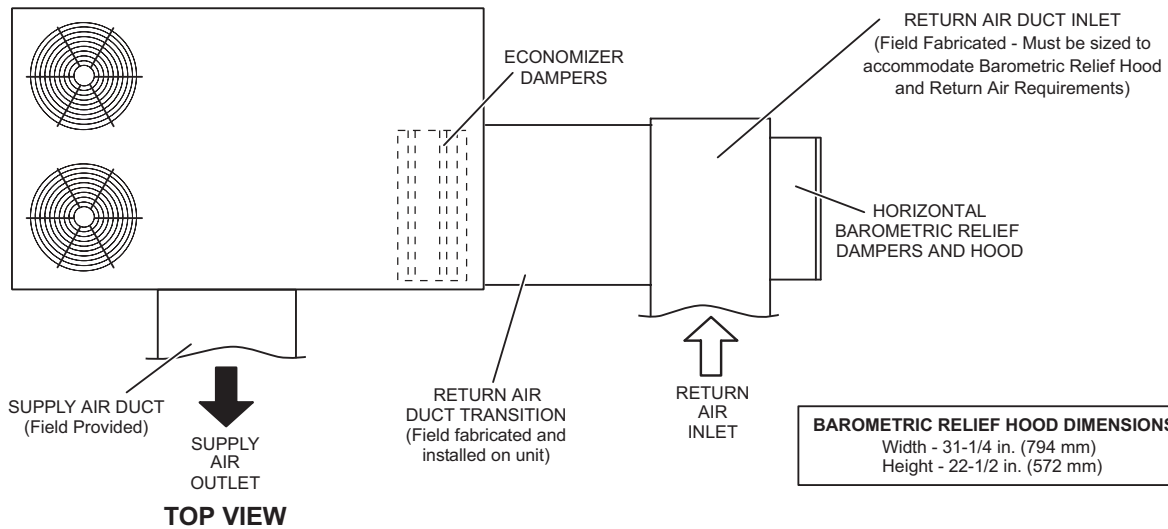 ECONOMIZER
DAMPERS
RETURN AIR DUCT INLET
(Field Fabricated - Must be sized to
accommodate Barometric Relief Hood
and Return Air Requirements)
HORIZONTAL
BAROMETRIC RELIEF
DAMPERS AND HOOD
SUPPLY AIR DUCT
(Field Provided)
SUPPLY
AIR
OUTLET
RETURN AIR
DUCT TRANSITION
(Field fabricated and
installed on unit)
RETURN
AIR
INLET
BAROMETRIC RELIEF HOOD DIMENSIONS
Width - 31-1/4 in. (794 mm)
Height - 22-1/2 in. (572 mm)
TOP VIEW